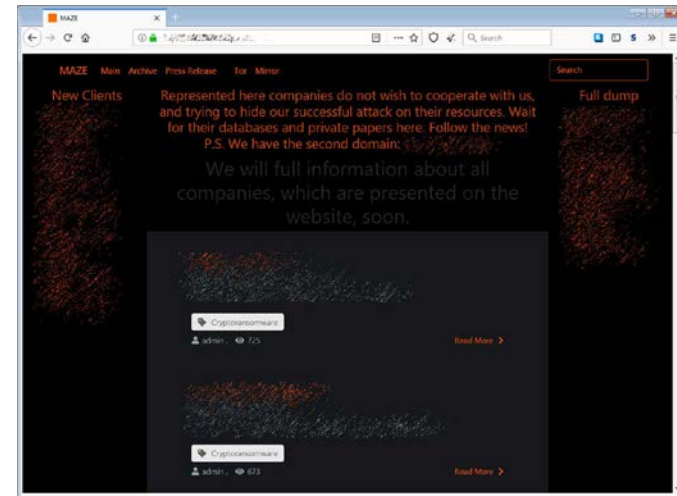 MAZE
Search
MAZE Main Archive Press Release Tor Mirror
Search
New Clients
Represented here companies do not wish to cooperate with us,
and trying to hide our successful attack on their resources. Wait
for their databases and private papers here. Follow the news!
P.S. We have the second domain:
Full dump
We will full information about all
companies, which are presented on the
website, soon.
Cryptoransomware
admin, 725
Read More
Cryptoransomware
admin, 673
Read More